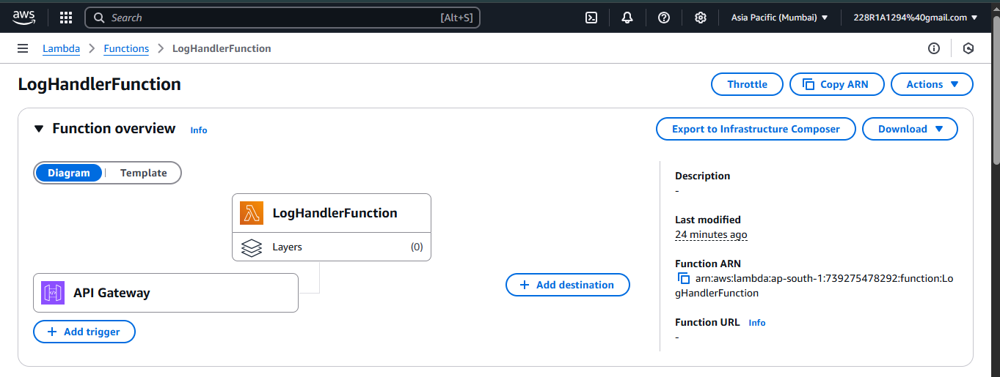 aws
Search [Alt+S]
Asia Pacific (Mumbai)
228R1A1294%40gmail.com
Lambda
Functions
LogHandlerFunction
LogHandlerFunction
Throttle
Copy ARN
Actions
Function overview
Info
Export to Infrastructure Composer
Download
Diagram
Template
LogHandlerFunction
Layers
(0)
API Gateway
Add trigger
Add destination
Description
-
Last modified
24 minutes ago
Function ARN
arn:aws:lambda:ap-south-1:739275478292:function:Lo
gHandlerFunction
Function URL Info
-